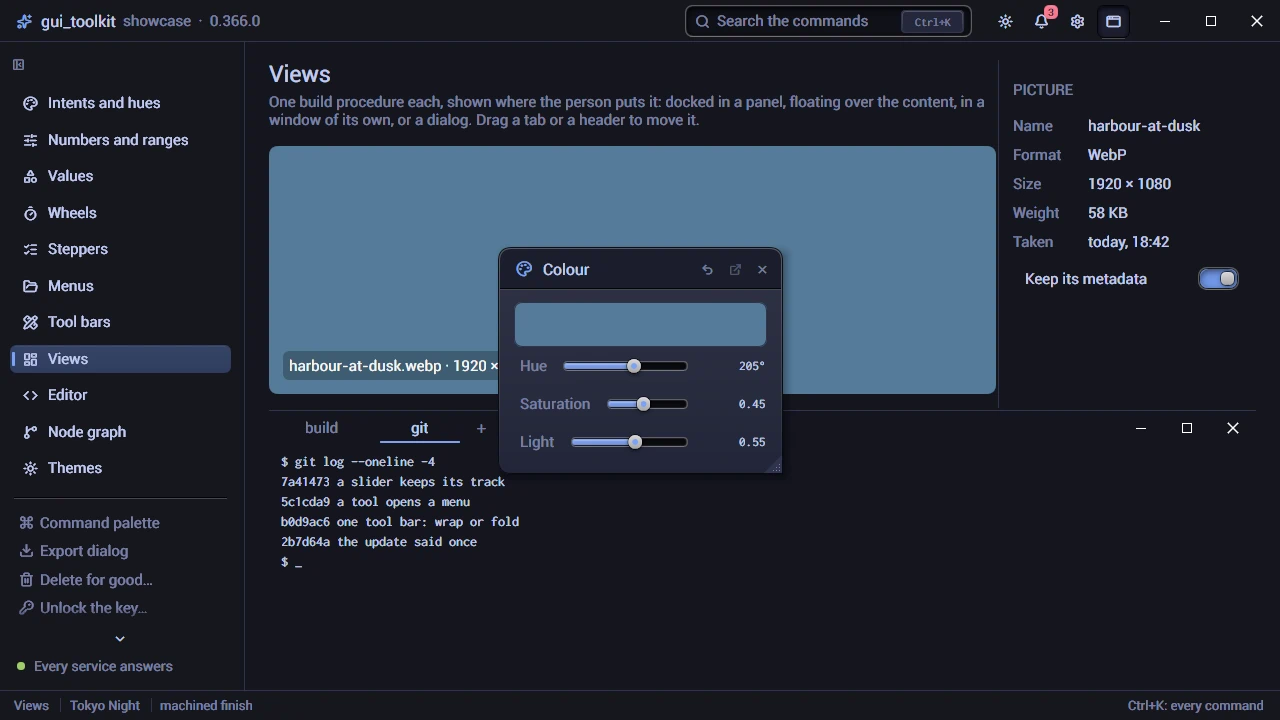 gui_toolkit showcase · 0.366.0
Search the commands Ctrl+K
3
Intents and hues
Numbers and ranges
Values
Wheels
Steppers
Menus
Tool bars
Views
Editor
Node graph
Themes
Command palette
Export dialog
Delete for good...
Unlock the key...
Every service answers
Views
One build procedure each, shown where the person puts it: docked in a panel, floating over the content, in a
window of its own, or a dialog. Drag a tab or a header to move it.
harbour-at-dusk.webp · 1920 ×
Colour
Hue 205°
Saturation 0.45
Light 0.55
PICTURE
Name harbour-at-dusk
Format WebP
Size 1920 × 1080
Weight 58 KB
Taken today, 18:42
Keep its metadata
build git +
$ git log --oneline -4
7a41473 a slider keeps its track
5c1cda9 a tool opens a menu
b0d9ac6 one tool bar: wrap or fold
2b7d64a the update said once
$ _
Views Tokyo Night machined finish
Ctrl+K: every command